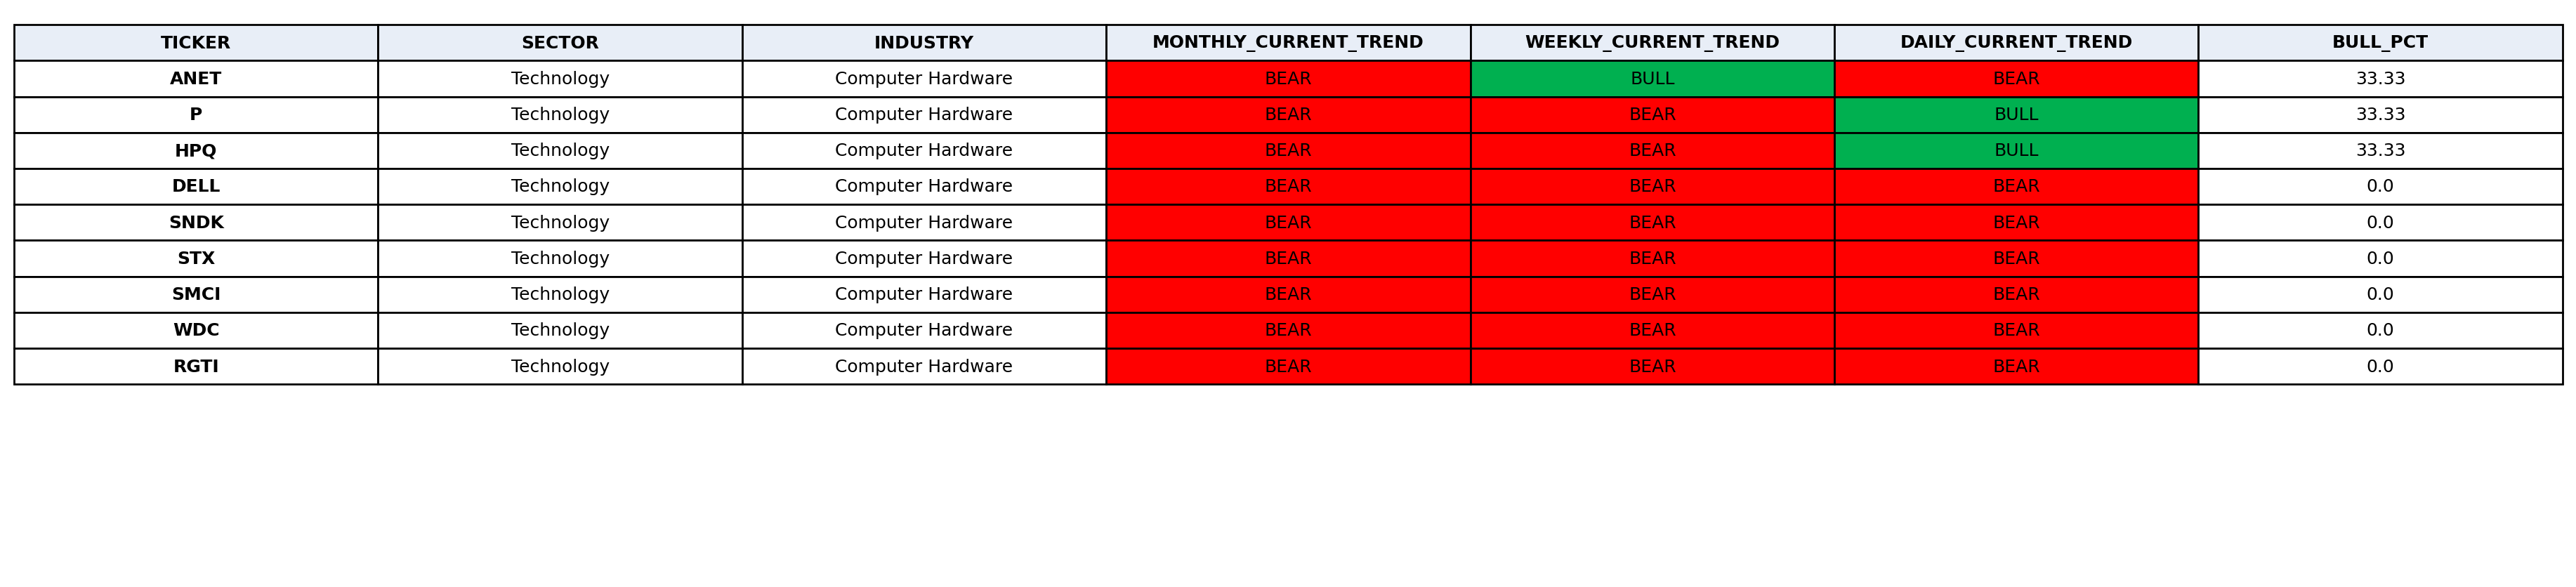 TICKER SECTOR INDUSTRY MONTHLY_CURRENT_TREND WEEKLY_CURRENT_TREND DAILY_CURRENT_TREND BULL_PCT
ANET Technology Computer Hardware BEAR BULL BEAR 33.33
P Technology Computer Hardware BEAR BEAR BULL 33.33
HPQ Technology Computer Hardware BEAR BEAR BULL 33.33
DELL Technology Computer Hardware BEAR BEAR BEAR 0.0
SNDK Technology Computer Hardware BEAR BEAR BEAR 0.0
STX Technology Computer Hardware BEAR BEAR BEAR 0.0
SMCI Technology Computer Hardware BEAR BEAR BEAR 0.0
WDC Technology Computer Hardware BEAR BEAR BEAR 0.0
RGTI Technology Computer Hardware BEAR BEAR BEAR 0.0